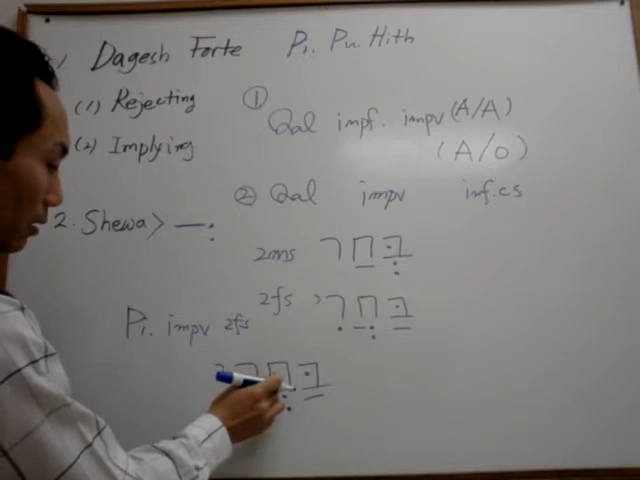 Dagesh Forte Pi. Pu. Hith
(1) Rejecting ① Qal impf. impv (A/A)
(2) Implying (A/O)
② Qal impv inf.cs
2. Shewa >
2ms בְּחַר
2fs בַּחֲרִי
Pi. impv 2fs